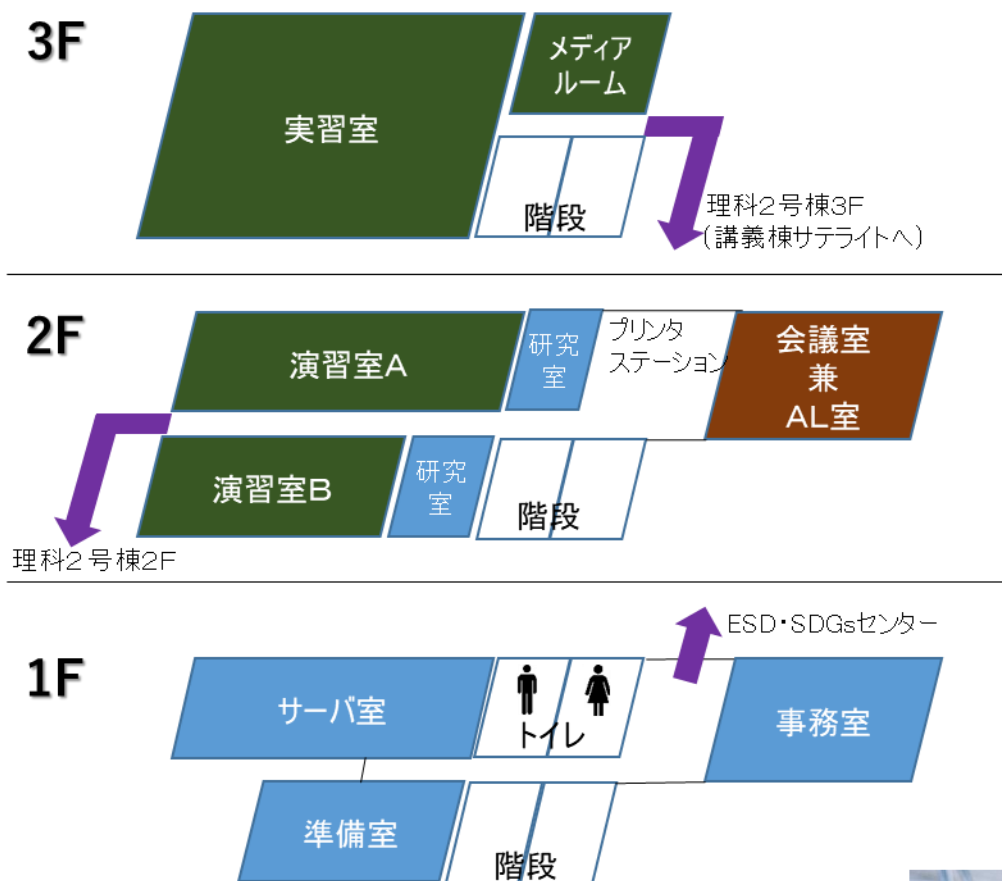 3F
実習室
メディア
ルーム
階段
理科2号棟3F
(講義棟サテライトへ)
2F
演習室A
研究
室
プリンタ
ステーション
会議室
兼
AL室
演習室B
研究
室
階段
理科2号棟2F
ESD・SDGsセンター
1F
サーバ室
トイレ
事務室
準備室
階段